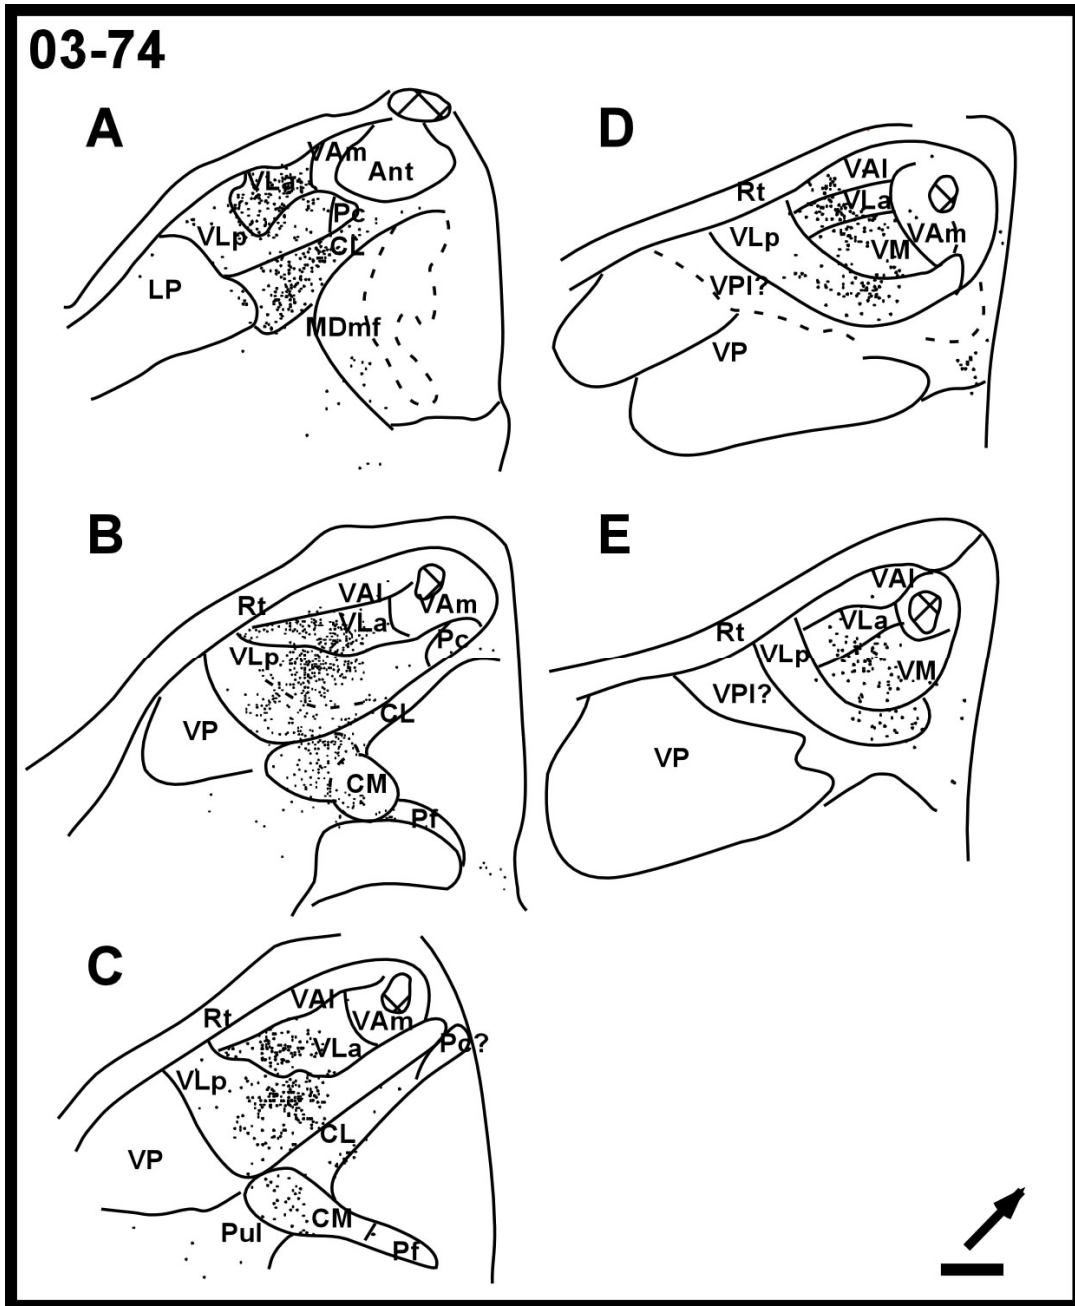 03-74
A
VAm
Ant
VLa
Pc
VLp
CL
LP
MDmf
D
VAl
Rt
VLa
VLp
VAm
VM
VPI?
VP
B
VAl
Rt
VAm
VLa
Pc
VLp
CL
VP
CM
Pf
E
VAl
VLa
Rt
VLp
VM
VPI?
VP
C
VAl
Rt
VAm
VLa
Pc?
VLp
CL
VP
CM
Pul
Pf